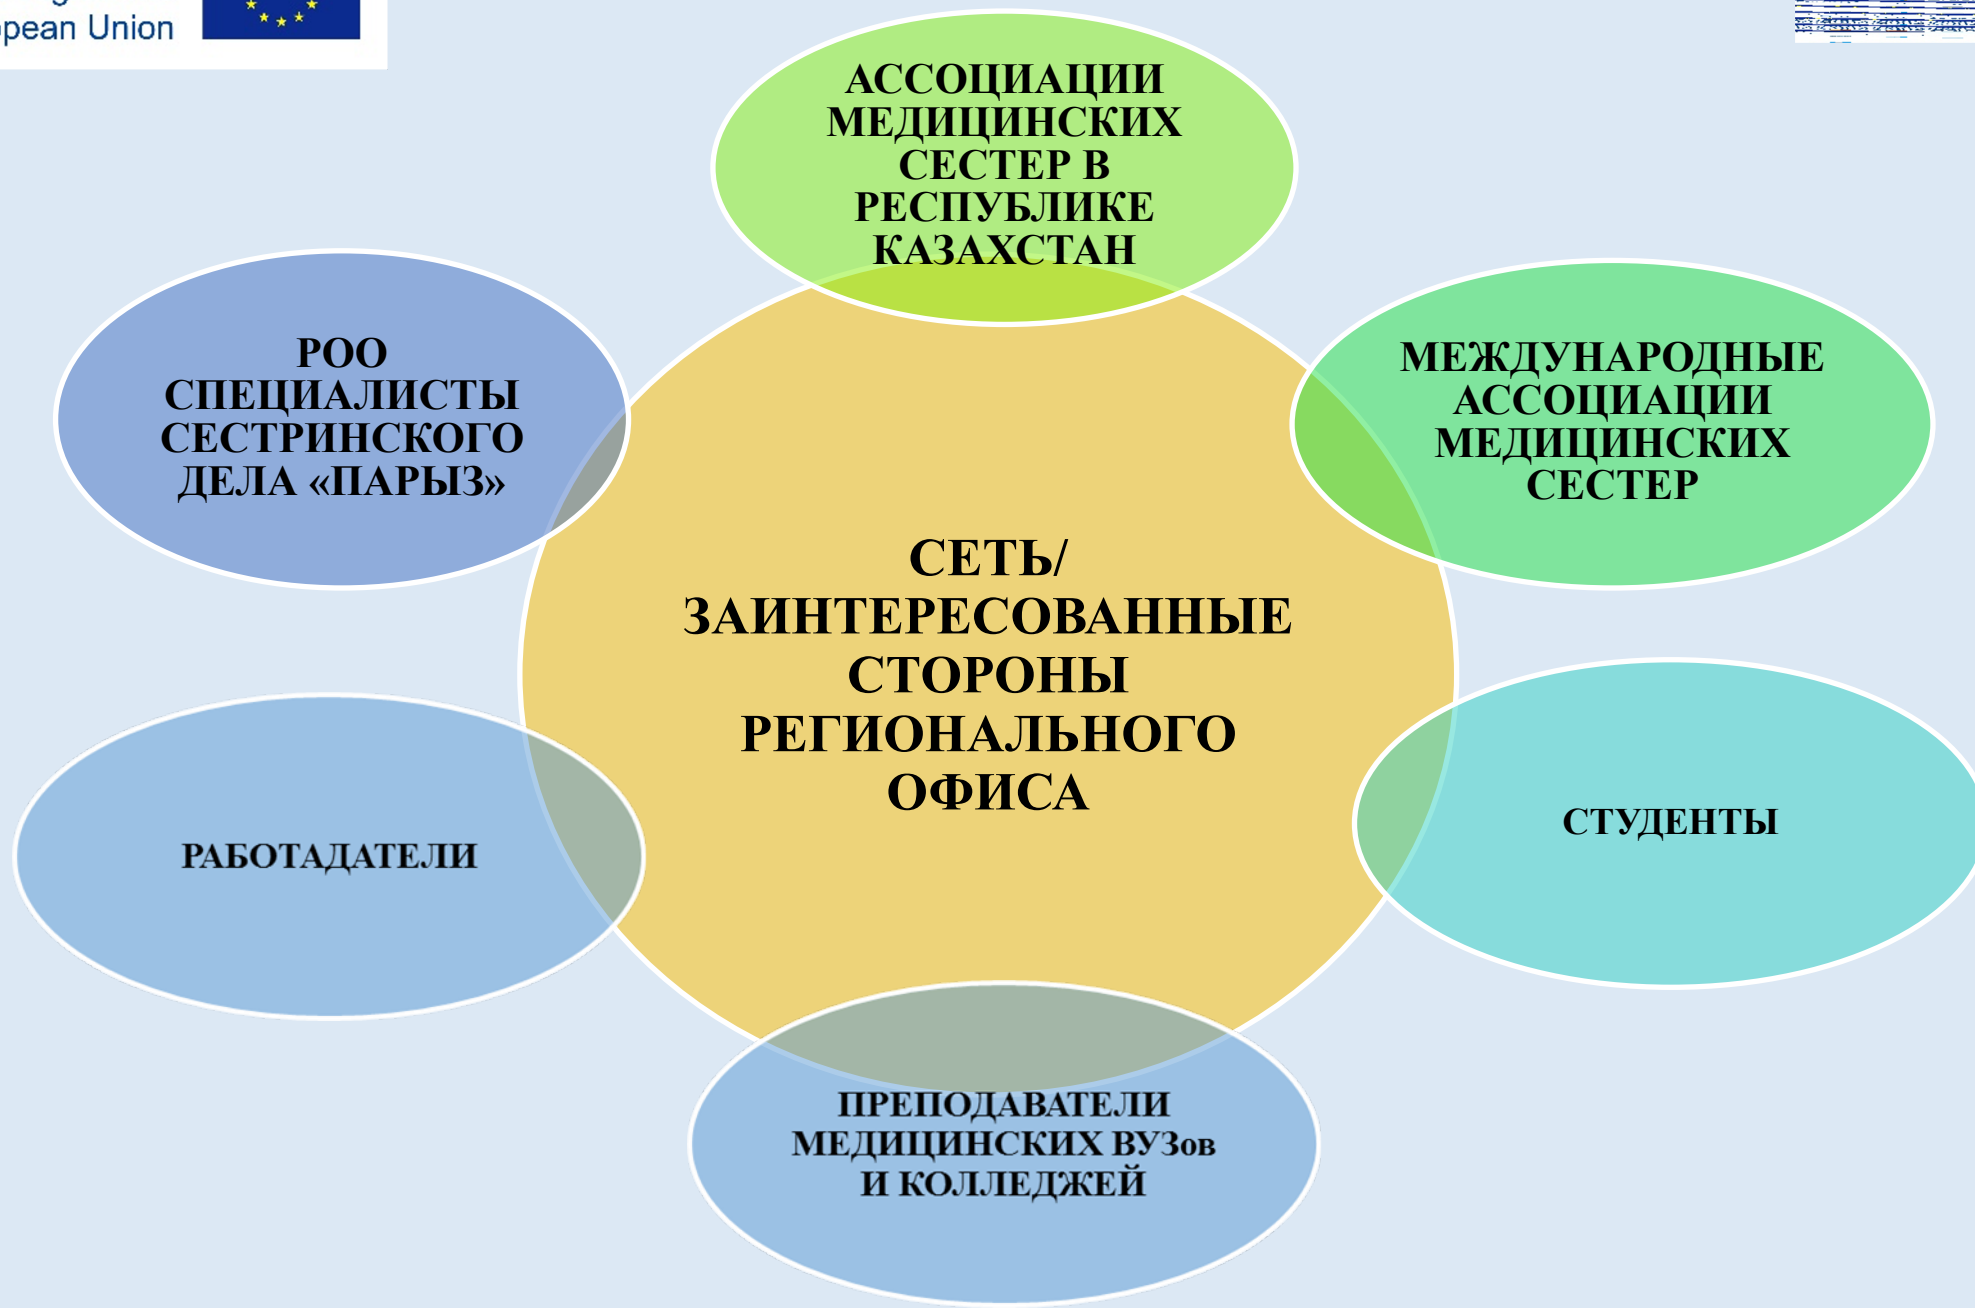 pean Union
АССОЦИАЦИИ
МЕДИЦИНСКИХ
СЕСТЕР В
РЕСПУБЛИКЕ
КАЗАХСТАН
МЕЖДУНАРОДНЫЕ
АССОЦИАЦИИ
МЕДИЦИНСКИХ
СЕСТЕР
СТУДЕНТЫ
ПРЕПОДАВАТЕЛИ
МЕДИЦИНСКИХ ВУЗов
И КОЛЛЕДЖЕЙ
РАБОТАДАТЕЛИ
РОО
СПЕЦИАЛИСТЫ
СЕСТРИНСКОГО
ДЕЛА «ПАРЫЗ»
СЕТЬ/
ЗАИНТЕРЕСОВАННЫЕ
СТОРОНЫ
РЕГИОНАЛЬНОГО
ОФИСА